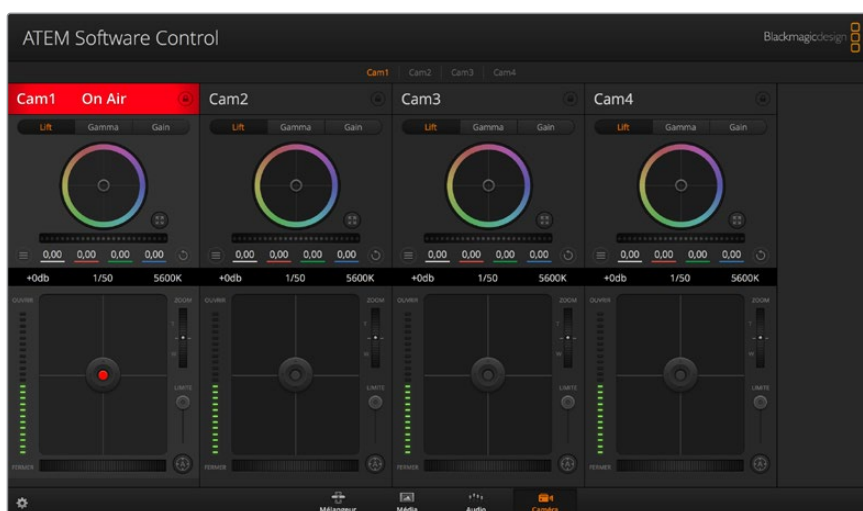 ATEM Software Control
Blackmagicdesign
Cam1 Cam2 Cam3 Cam4
Cam1 On Air Cam2 Cam3 Cam4
Lift Gamma Gain Lift Gamma Gain Lift Gamma Gain Lift Gamma Gain
0,00 0,00 0,00 0,00 0,00 0,00 0,00 0,00 0,00 0,00 0,00 0,00 0,00 0,00 0,00 0,00
+0db 1/50 5600K +0db 1/50 5600K +0db 1/50 5600K +0db 1/50 5600K
OUVRIR ZOOM OUVRIR ZOOM OUVRIR ZOOM OUVRIR ZOOM
T T T T
W W W W
LIMITE LIMITE LIMITE LIMITE
FERMER FERMER FERMER FERMER
Mélangeur Média Audio Caméra